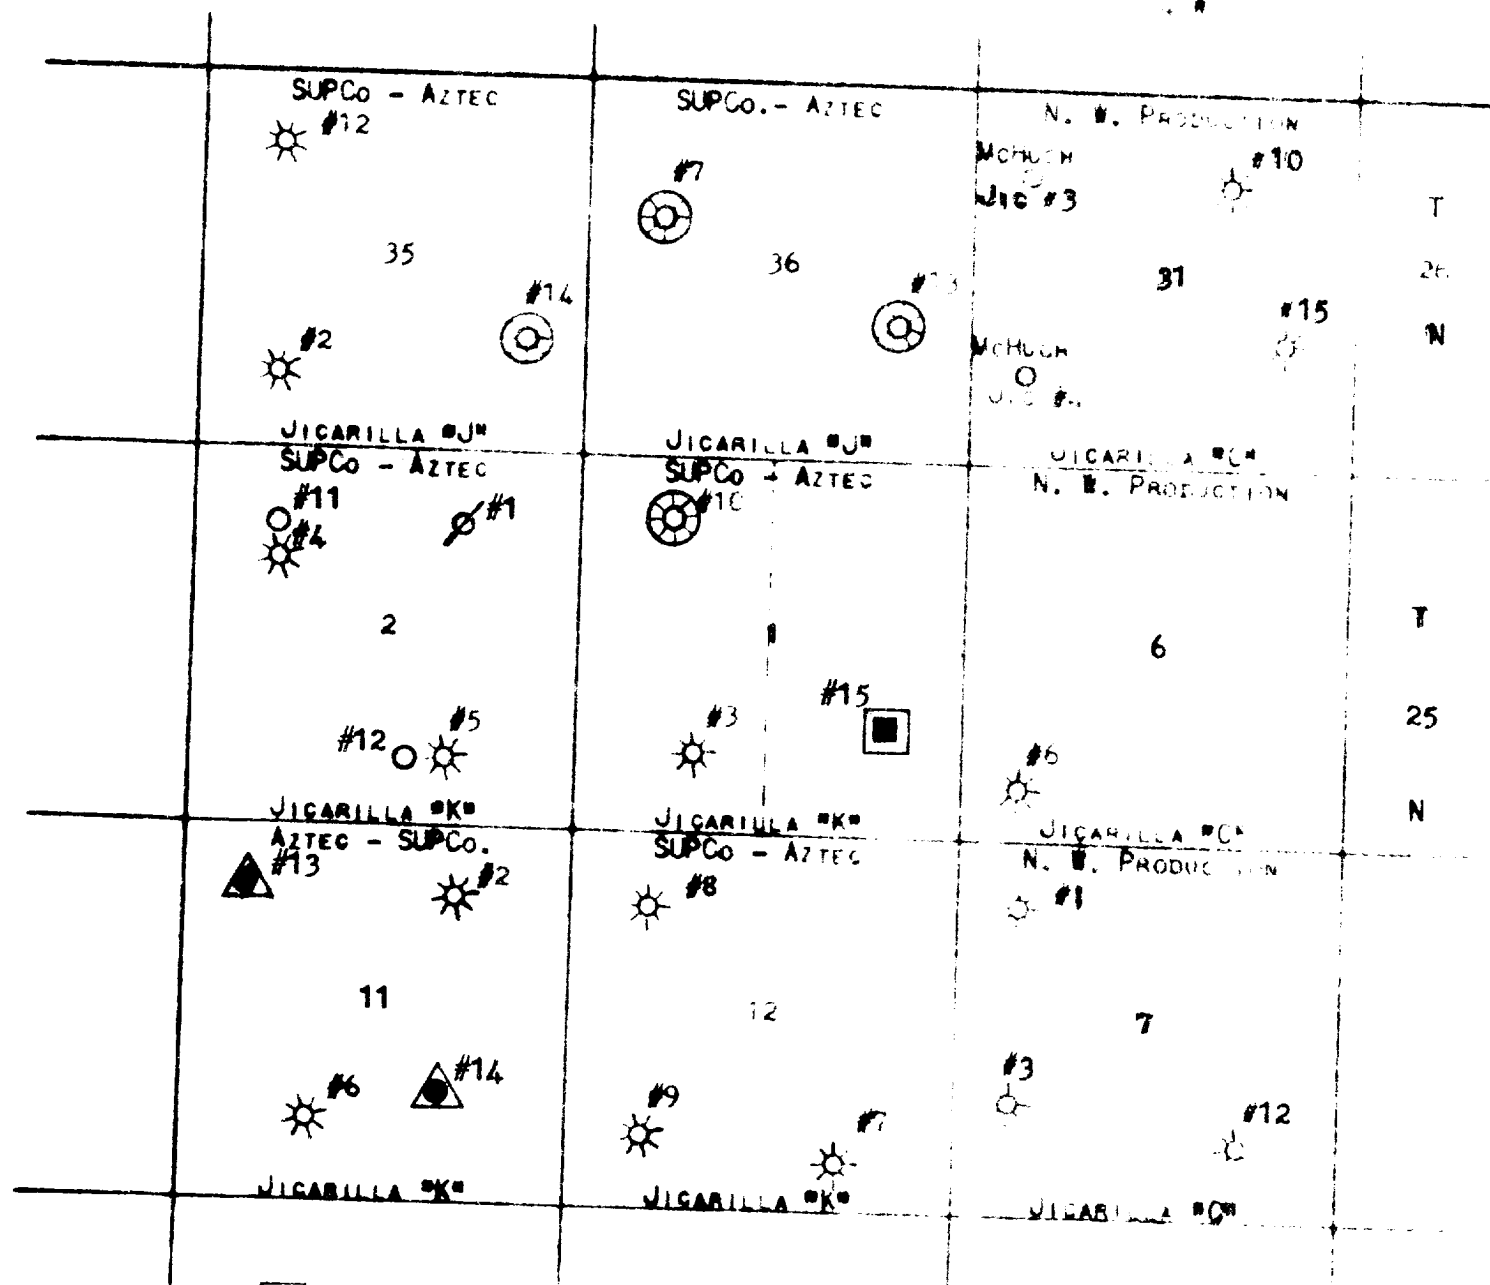 SUPCo - AZTEC
#12
35
#14
#2
JICARILLA "J"
SUPCo. - AZTEC
#7
36
#13
JICARILLA "J"
N. W. PRODUCTION
McHUGH
JIC #3
#10
31
#15
McHUGH
JICARILLA "C"
T
26
N
SUPCo - AZTEC
#11
#1
#4
2
#5
#12
JICARILLA "K"
SUPCo - AZTEC
1
#15
#3
JICARILLA "K"
N. W. PRODUCTION
6
#6
JICARILLA "C"
T
25
N
AZTEC - SUPCo.
#13
#2
11
#6
#14
JICARILLA "K"
SUPCo - AZTEC
#8
12
#9
#7
JICARILLA "K"
N. W. PRODUCTION
#1
7
#3
#12
JICARILLA "C"